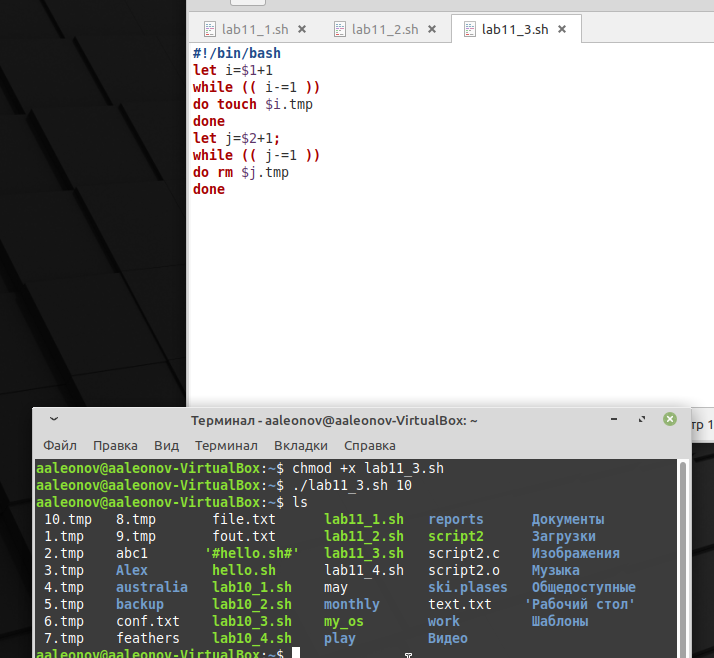 lab11_1.sh × lab11_2.sh × lab11_3.sh ×
#!/bin/bash
let i=$1+1
while (( i-=1 ))
do touch $i.tmp
done
let j=$2+1;
while (( j-=1 ))
do rm $j.tmp
done
тр 1
Терминал - aaleonov@aaleonov-VirtualBox: ~
Файл Правка Вид Терминал Вкладки Справка
aaleonov@aaleonov-VirtualBox:~$ chmod +x lab11_3.sh
aaleonov@aaleonov-VirtualBox:~$ ./lab11_3.sh 10
aaleonov@aaleonov-VirtualBox:~$ ls
10.tmp 8.tmp file.txt lab11_1.sh reports Документы
1.tmp 9.tmp fout.txt lab11_2.sh script2 Загрузки
2.tmp abc1 '#hello.sh#' lab11_3.sh script2.c Изображения
3.tmp Alex hello.sh lab11_4.sh script2.o Музыка
4.tmp australia lab10_1.sh may ski.plases Общедоступные
5.tmp backup lab10_2.sh monthly text.txt 'Рабочий стол'
6.tmp conf.txt lab10_3.sh my_os work Шаблоны
7.tmp feathers lab10_4.sh play Видео
aaleonov@aaleonov-VirtualBox:~$